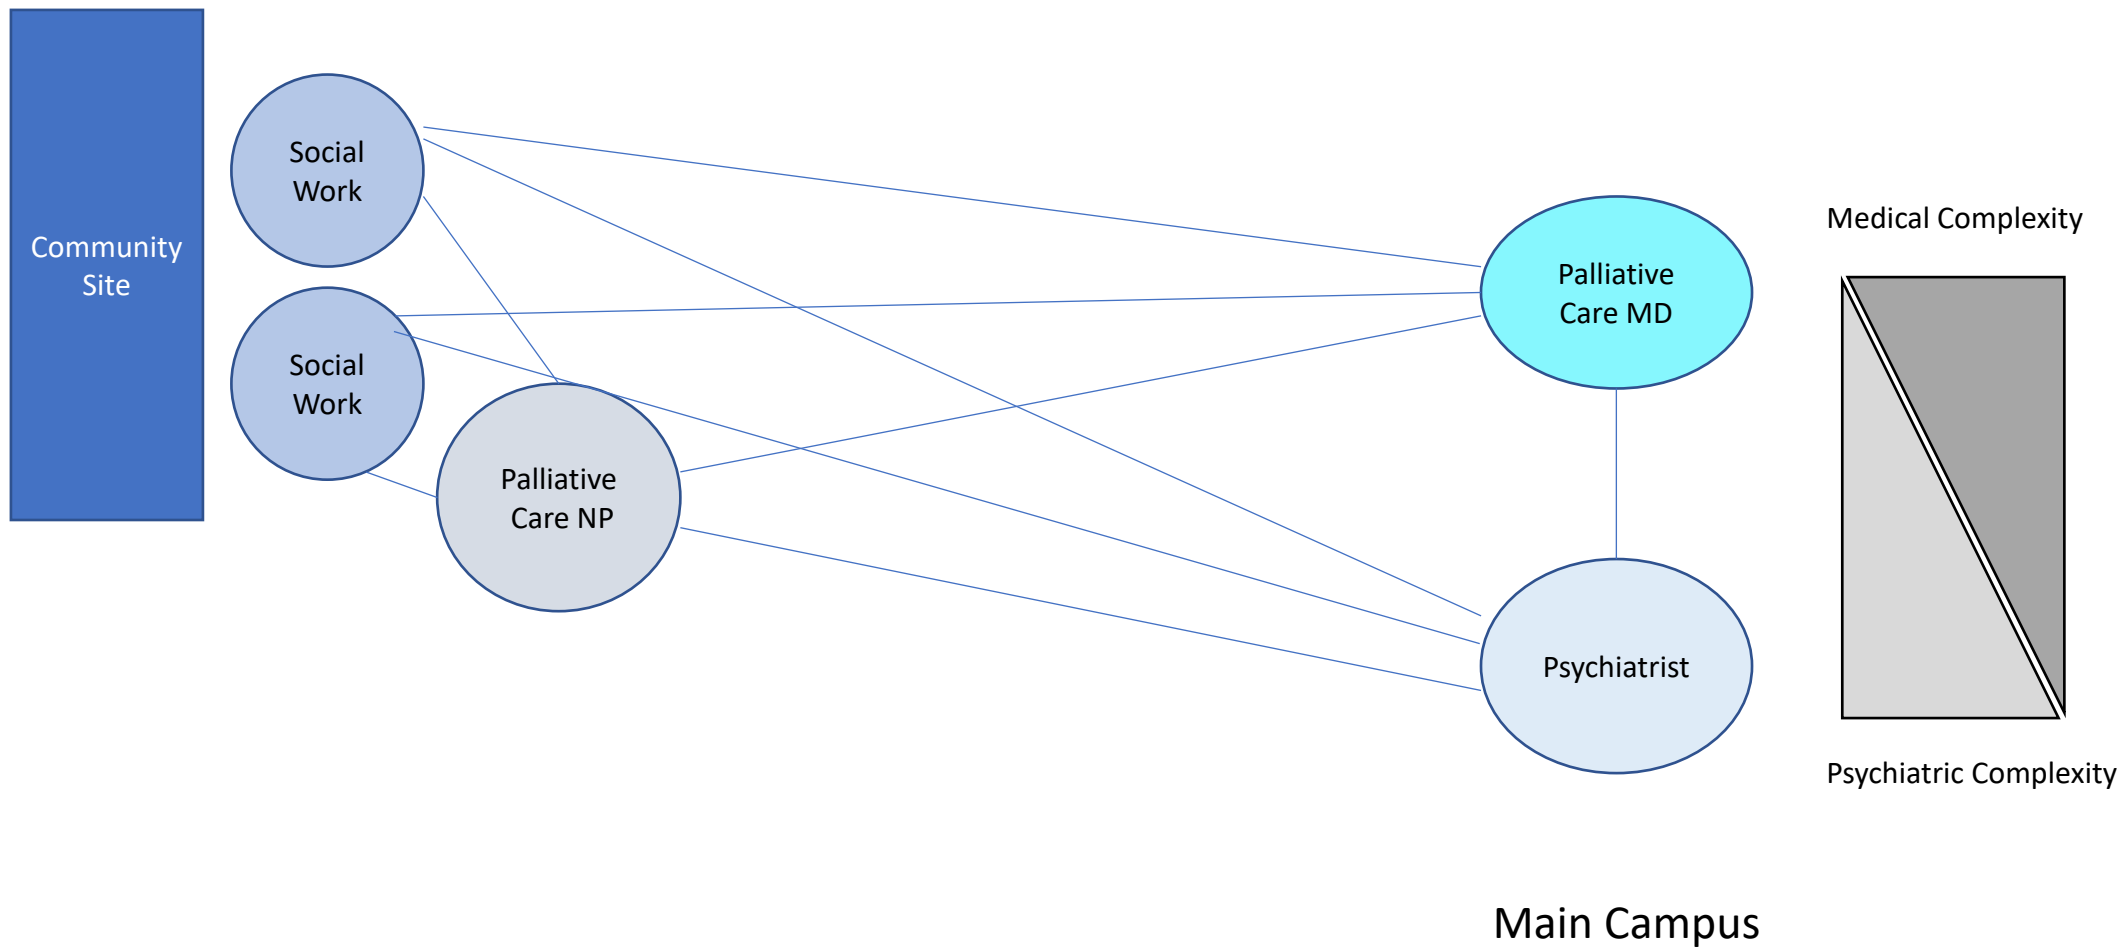 Community
Site
Social
Work
Social
Work
Palliative
Care NP
Palliative
Care MD
Psychiatrist
Medical Complexity
Psychiatric Complexity
Main Campus